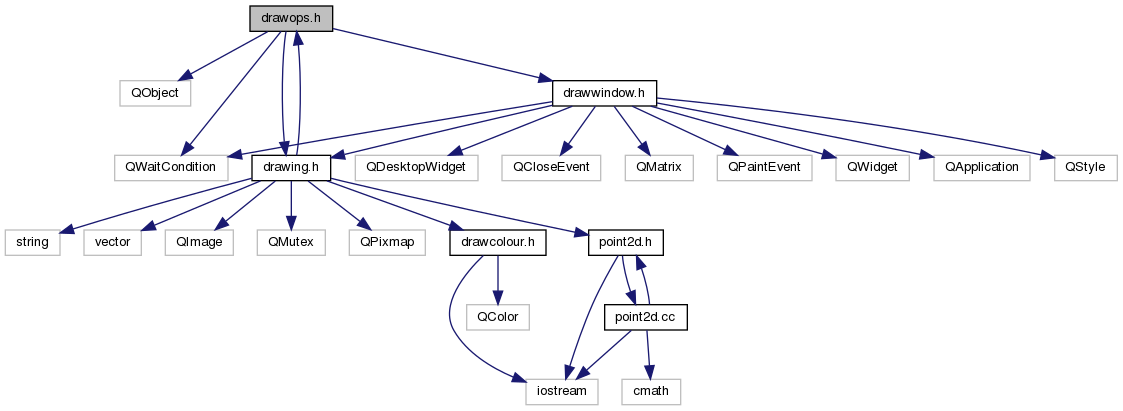 drawops.h
QObject
drawwindow.h
QWaitCondition
drawing.h
QDesktopWidget
QCloseEvent
QMatrix
QPaintEvent
QWidget
QApplication
QStyle
string
vector
QImage
QMutex
QPixmap
drawcolour.h
point2d.h
QColor
point2d.cc
iostream
cmath